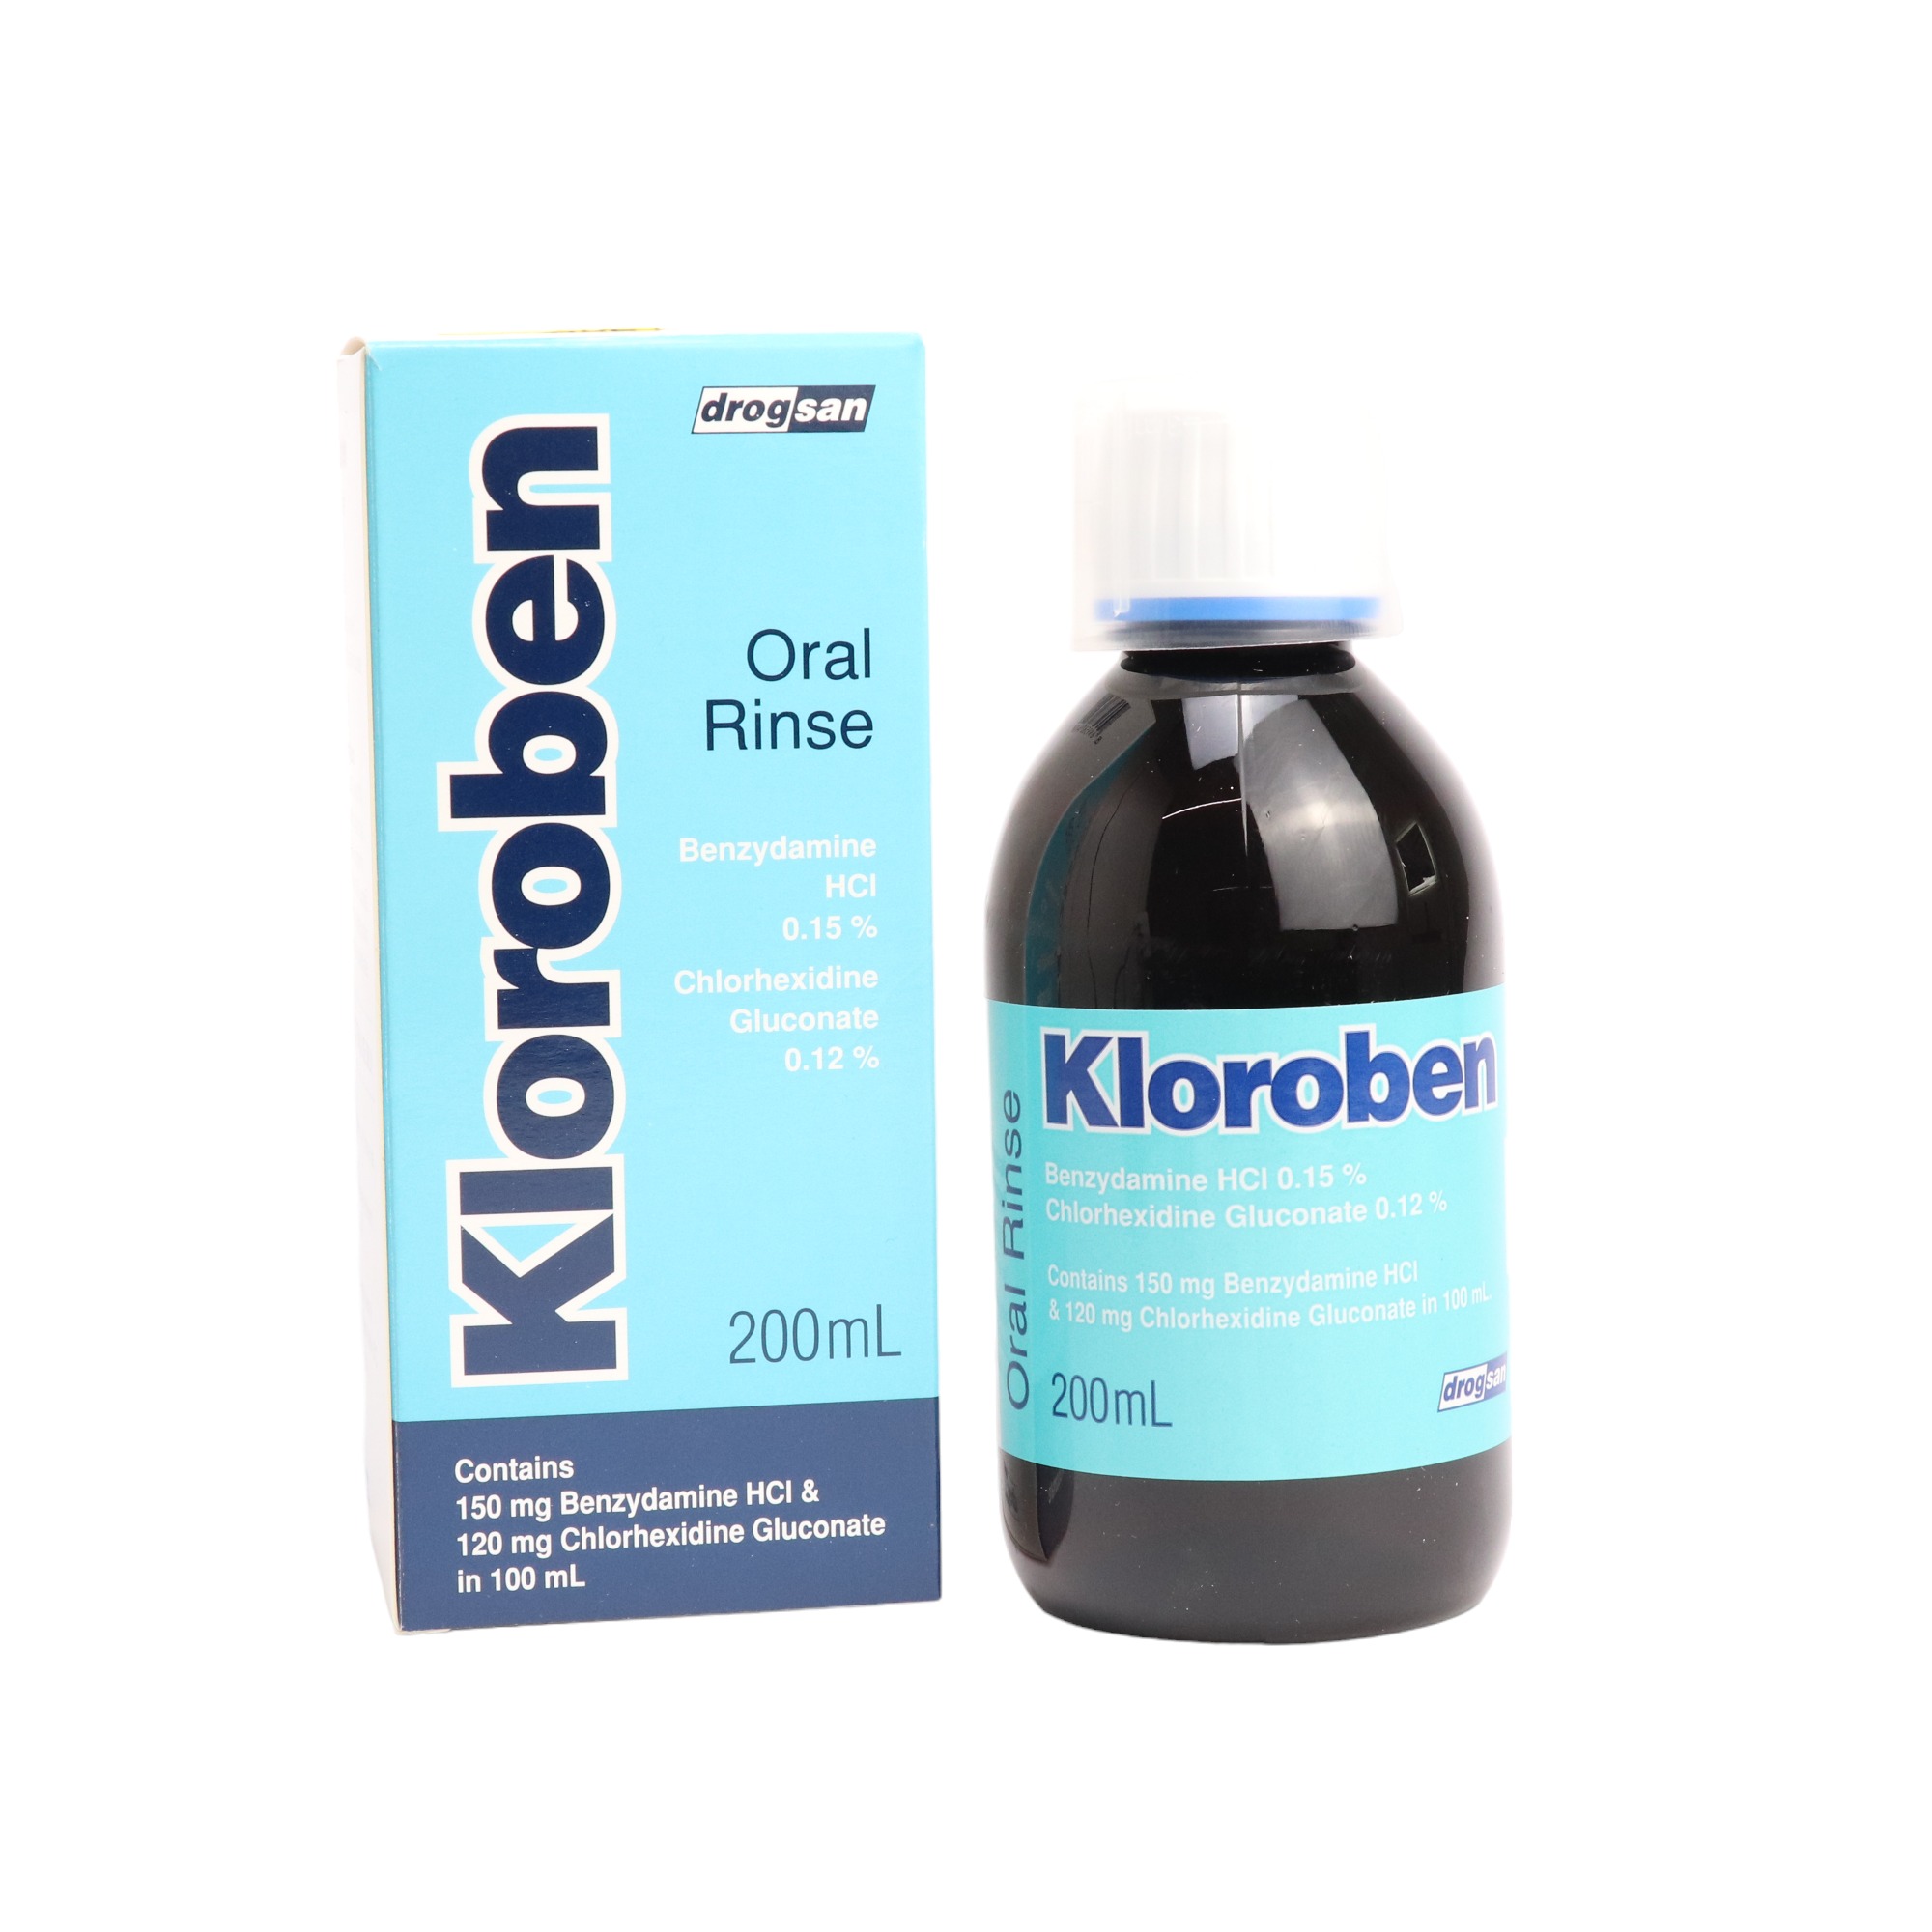 drogsan
Kloroben
Oral
Rinse
Benzydamine
HCl
0.15 %
Chlorhexidine
Gluconate
0.12 %
200mL
Contains
150 mg Benzydamine HCl &
120 mg Chlorhexidine Gluconate
in 100 mL
Kloroben
Oral Rinse
Benzydamine HCl 0.15 %
Chlorhexidine Gluconate 0.12 %
Contains 150 mg Benzydamine HCl
& 120 mg Chlorhexidine Gluconate in 100 mL.
200mL
drogsan